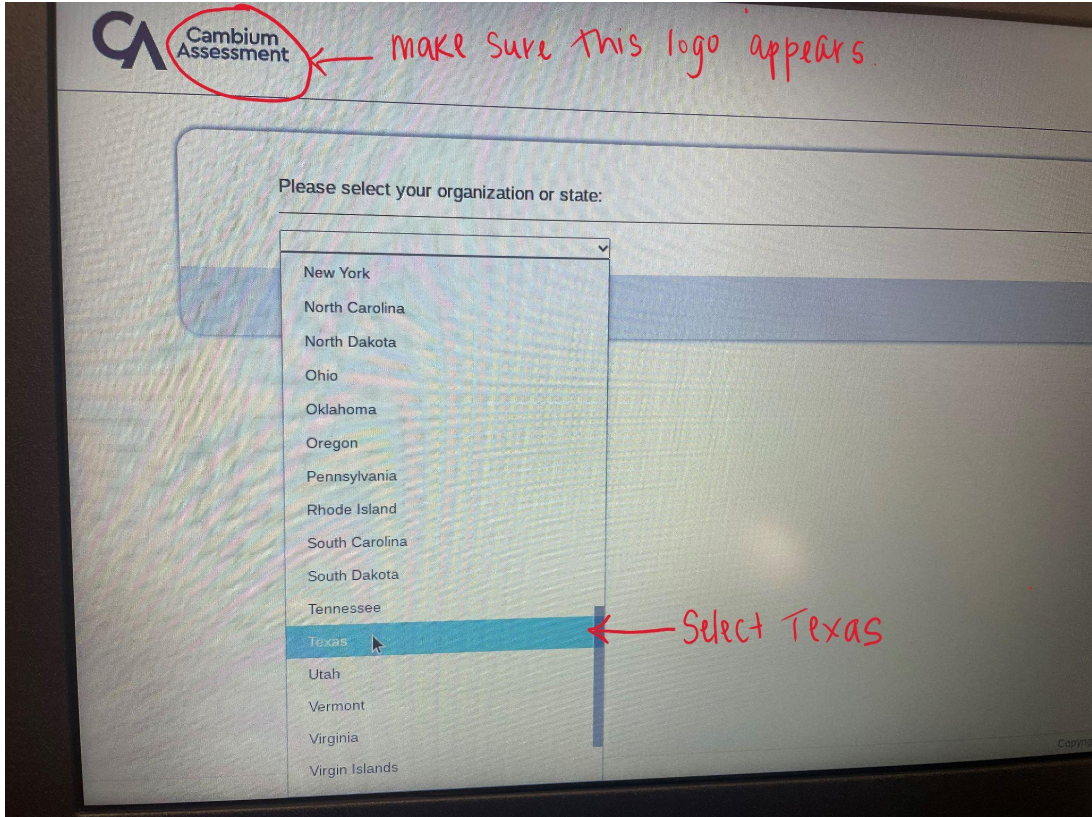 CA Cambium
Assessment
make sure this logo appears.
Please select your organization or state:
New York
North Carolina
North Dakota
Ohio
Oklahoma
Oregon
Pennsylvania
Rhode Island
South Carolina
South Dakota
Tennessee
Texas
Select Texas
Utah
Vermont
Virginia
Virgin Islands